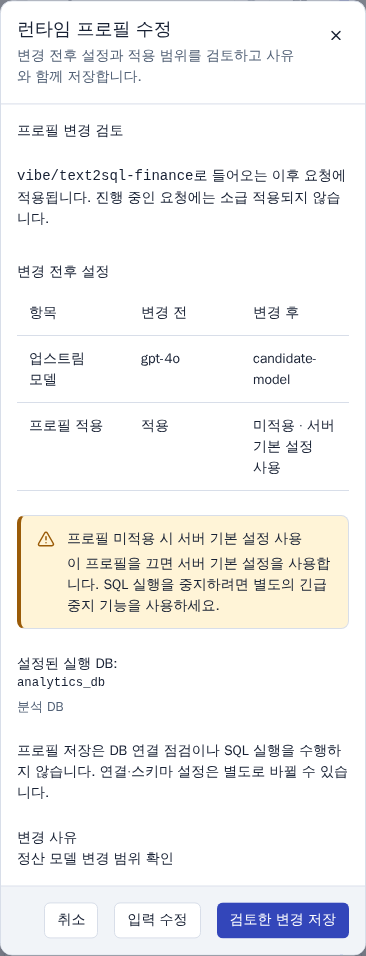 런타임 프로필 수정
변경 전후 설정과 적용 범위를 검토하고 사유
와 함께 저장합니다.
프로필 변경 검토
vibe/text2sql-finance로 들어오는 이후 요청에
적용됩니다. 진행 중인 요청에는 소급 적용되지 않습
니다.
변경 전후 설정
항목 변경 전 변경 후
업스트림 gpt-4o candidate-
모델 model
프로필 적용 적용 미적용 · 서버
기본 설정
사용
프로필 미적용 시 서버 기본 설정 사용
이 프로필을 끄면 서버 기본 설정을 사용합
니다. SQL 실행을 중지하려면 별도의 긴급
중지 기능을 사용하세요.
설정된 실행 DB:
analytics_db
분석 DB
프로필 저장은 DB 연결 점검이나 SQL 실행을 수행하
지 않습니다. 연결·스키마 설정은 별도로 바뀔 수 있습
니다.
변경 사유
정산 모델 변경 범위 확인
취소 입력 수정 검토한 변경 저장